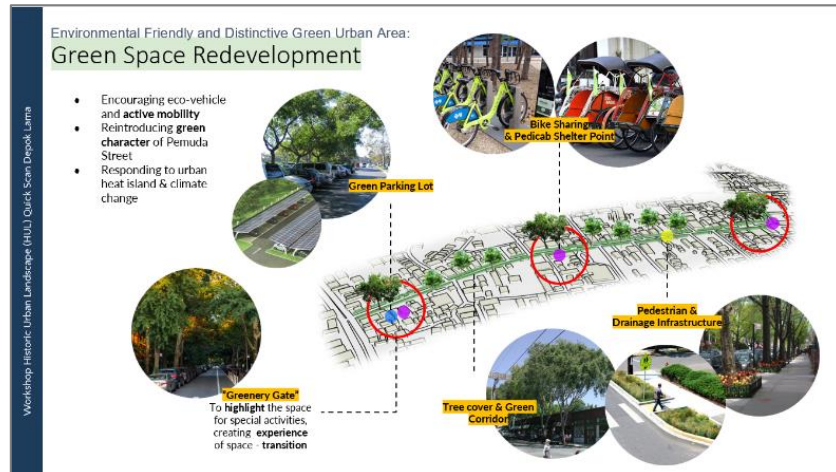 Workshop Historic Urban Landscape (HUL) Quick Scan Depok Lama
Environmental Friendly and Distinctive Green Urban Area:
Green Space Redevelopment
• Encouraging eco-vehicle
and active mobility
• Reintroducing green
character of Pemuda
Street
• Responding to urban
heat island & climate
change
Green Parking Lot
Bike Sharing
& Pedicab Shelter Point
Pedestrian &
Drainage Infrastructure
"Greenery Gate"
To highlight the space
for special activities,
creating experience
of space - transition
Tree cover & Green
Corridor